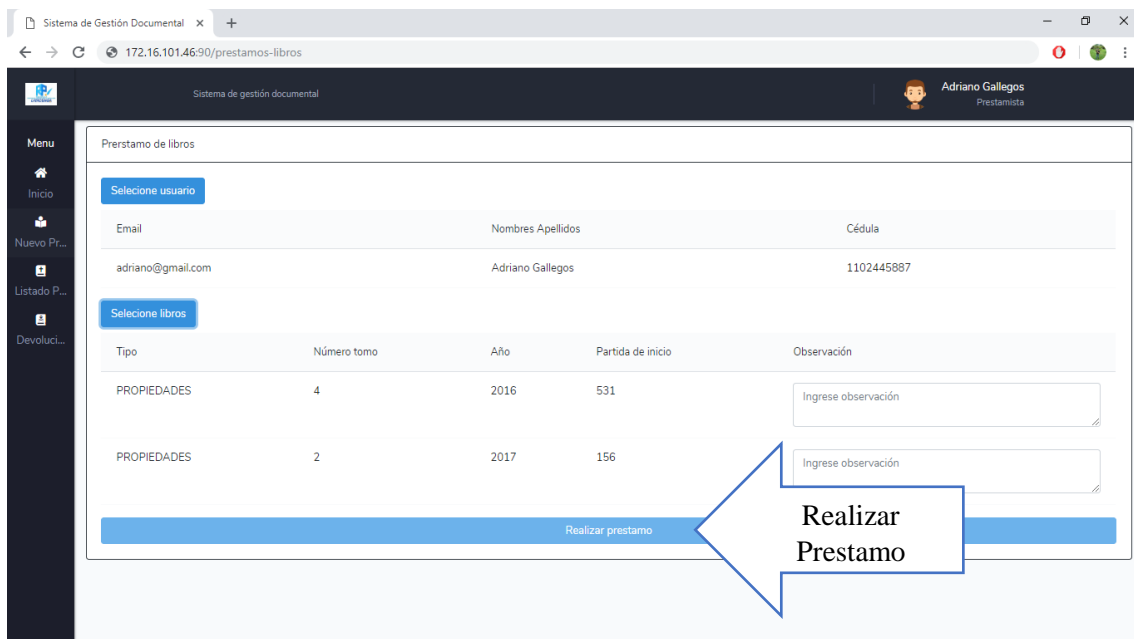 Sistema de Gestión Documental
172.16.101.46:90/prestamos-libros
Sistema de gestión documental
Adriano Gallegos
Prestamista
Menu
Inicio
Nuevo Pr...
Listado P...
Devoluci...
Prerstamo de libros
Selecione usuario
Email Nombres Apellidos Cédula
adriano@gmail.com Adriano Gallegos 1102445887
Selecione libros
Tipo Número tomo Año Partida de inicio Observación
PROPIEDADES 4 2016 531 Ingrese observación
PROPIEDADES 2 2017 156 Ingrese observación
Realizar prestamo
Realizar
Prestamo